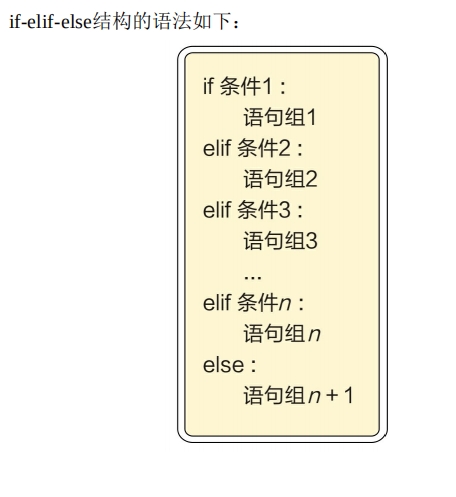 if-elif-else结构的语法如下：
if 条件1：
语句组1
elif 条件2：
语句组2
elif 条件3：
语句组3
…
elif 条件n：
语句组n
else：
语句组n + 1